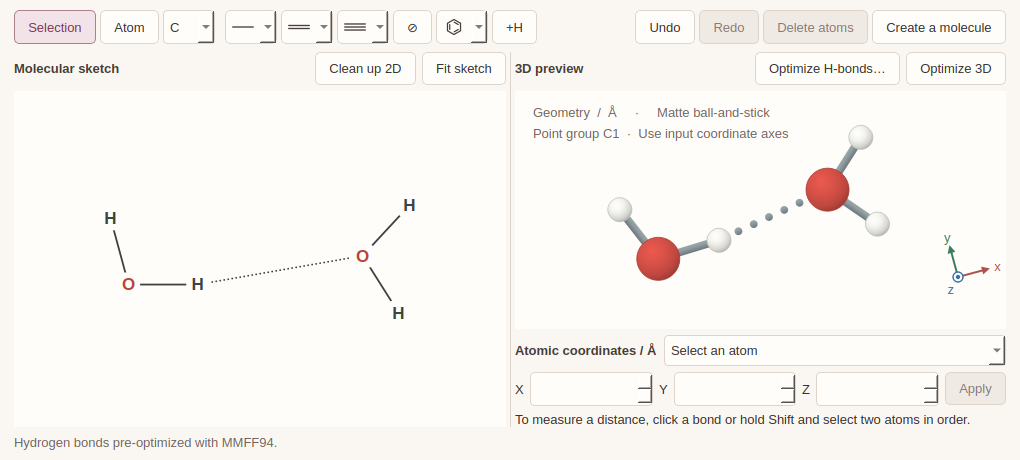 Selection Atom C +H Undo Redo Delete atoms Create a molecule
Molecular sketch Clean up 2D Fit sketch 3D preview Optimize H-bonds… Optimize 3D
Geometry / Å · Matte ball-and-stick
Point group C1 · Use input coordinate axes
H
H
O
O
H
H
y
x
z
Atomic coordinates / Å Select an atom
X Y Z Apply
To measure a distance, click a bond or hold Shift and select two atoms in order.
Hydrogen bonds pre-optimized with MMFF94.